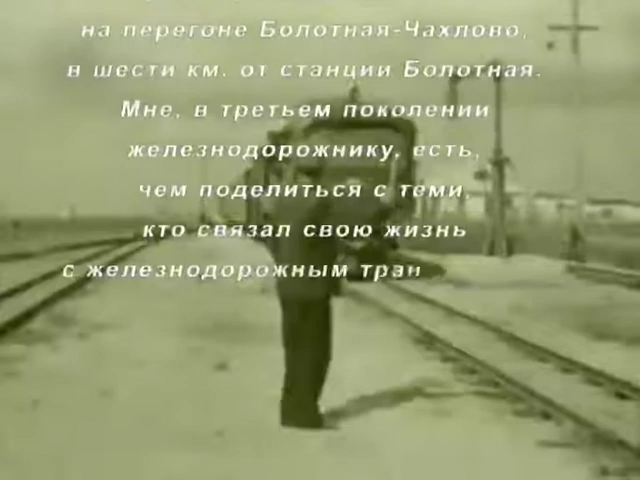 на перегоне Болотная-Чахлово,
в шести км. от станции Болотная.
Мне, в третьем поколении
железнодорожнику, есть,
чем поделиться с теми,
кто связал свою жизнь
с железнодорожным тран